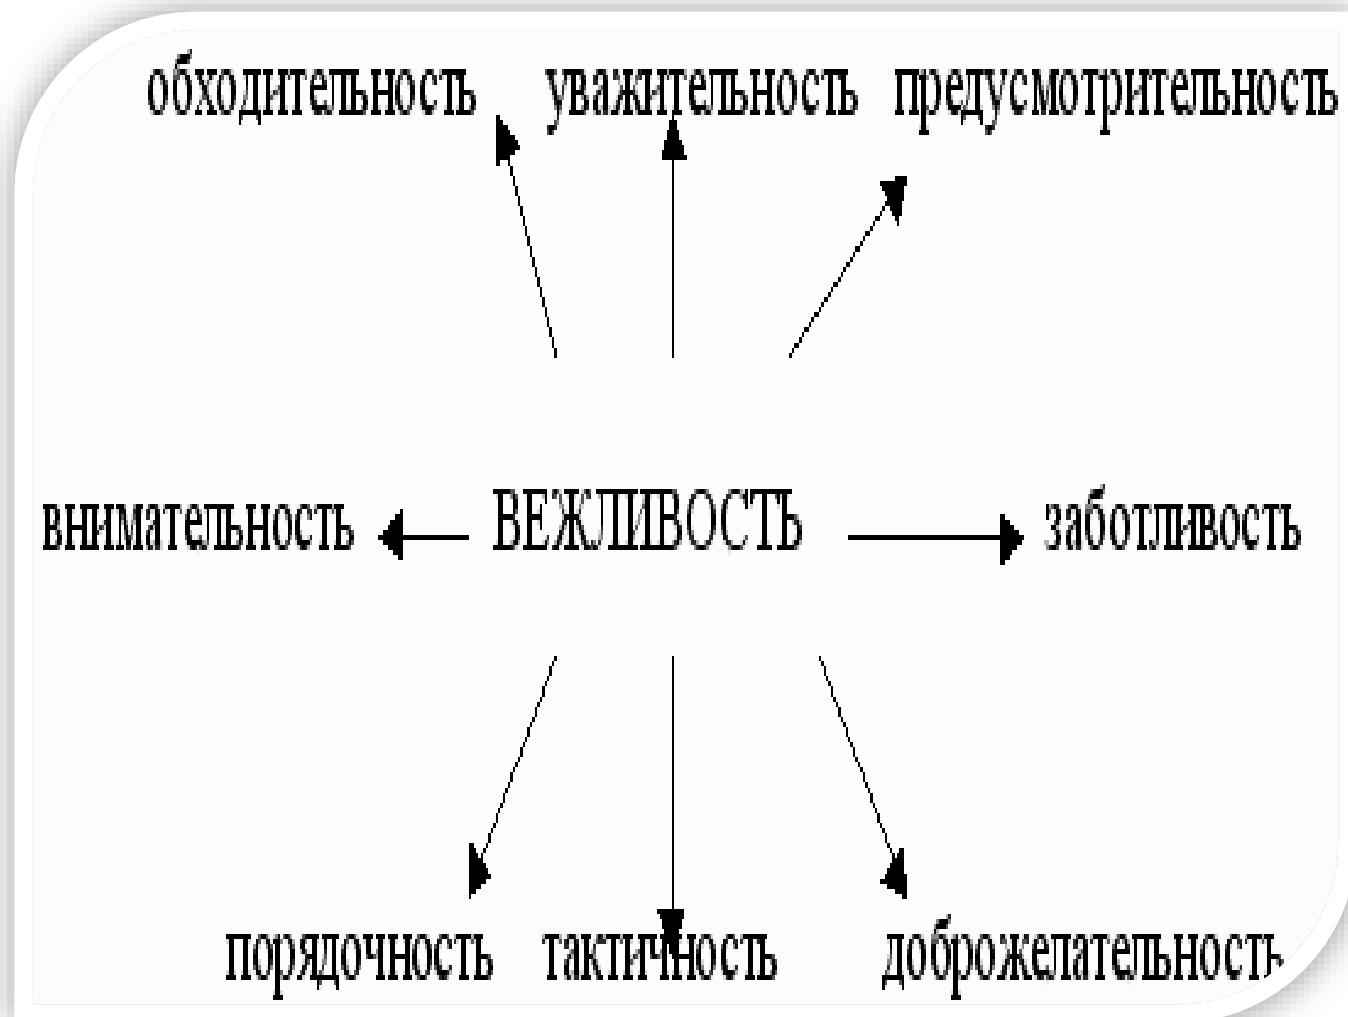 обходительность уважительность предусмотрительность
внимательность ВЕЖЛИВОСТЬ заботливость
порядочность тактичность доброжелательность